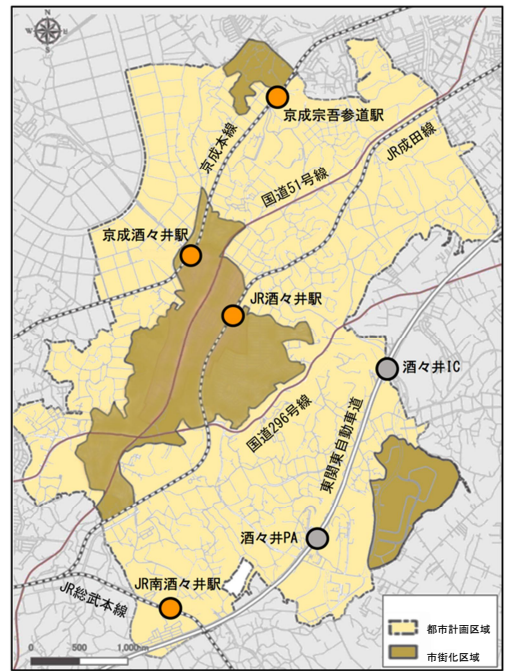 N
W
E
S
京成宗吾参道駅
京成本線
JR成田線
国道51号線
京成酒々井駅
JR酒々井駅
酒々井IC
国道296号線
東関東自動車道
酒々井PA
JR南酒々井駅
JR総武本線
0 500 1,000m
都市計画区域
市街化区域